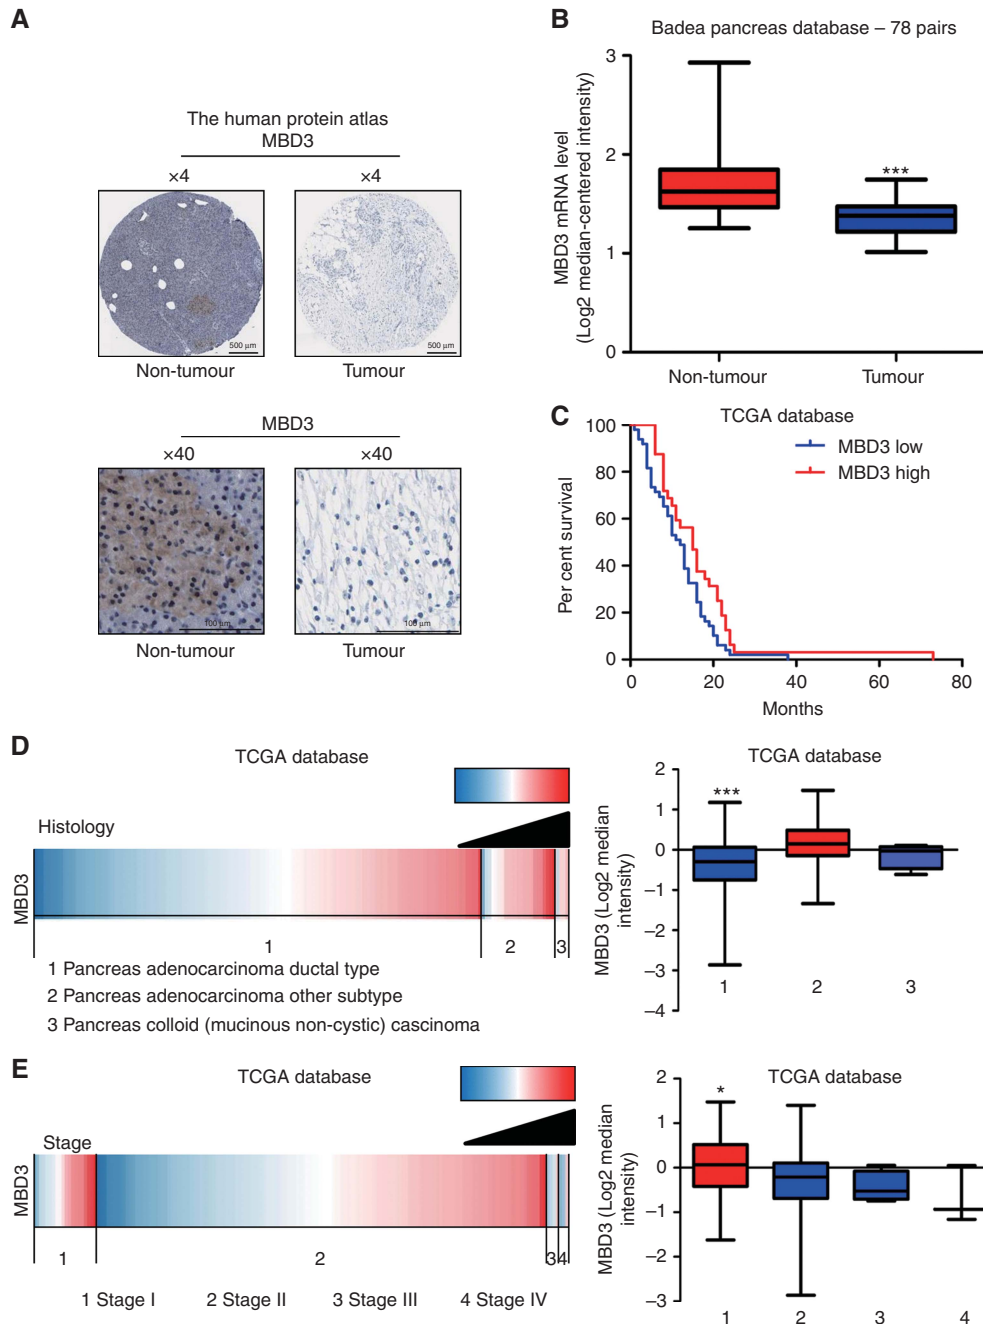 A
The human protein atlas
MBD3
×4
×4
500 μm
500 μm
Non-tumour
Tumour
MBD3
×40
×40
100 μm
100 μm
Non-tumour
Tumour
B
Badea pancreas database – 78 pairs
MBD3 mRNA level
(Log2 median-centered intensity)
3
2
1
0
***
Non-tumour
Tumour
C
TCGA database
MBD3 low
MBD3 high
Per cent survival
100
80
60
40
20
0
0
20
40
60
80
Months
D
TCGA database
Histology
MBD3
1
2
3
1 Pancreas adenocarcinoma ductal type
2 Pancreas adenocarcinoma other subtype
3 Pancreas colloid (mucinous non-cystic) cascinoma
TCGA database
MBD3 (Log2 median
intensity)
2
1
0
–1
–2
–3
–4
***
1
2
3
E
TCGA database
Stage
MBD3
1
2
3
4
1 Stage I
2 Stage II
3 Stage III
4 Stage IV
TCGA database
MBD3 (Log2 median
intensity)
2
1
0
–1
–2
–3
*
1
2
3
4